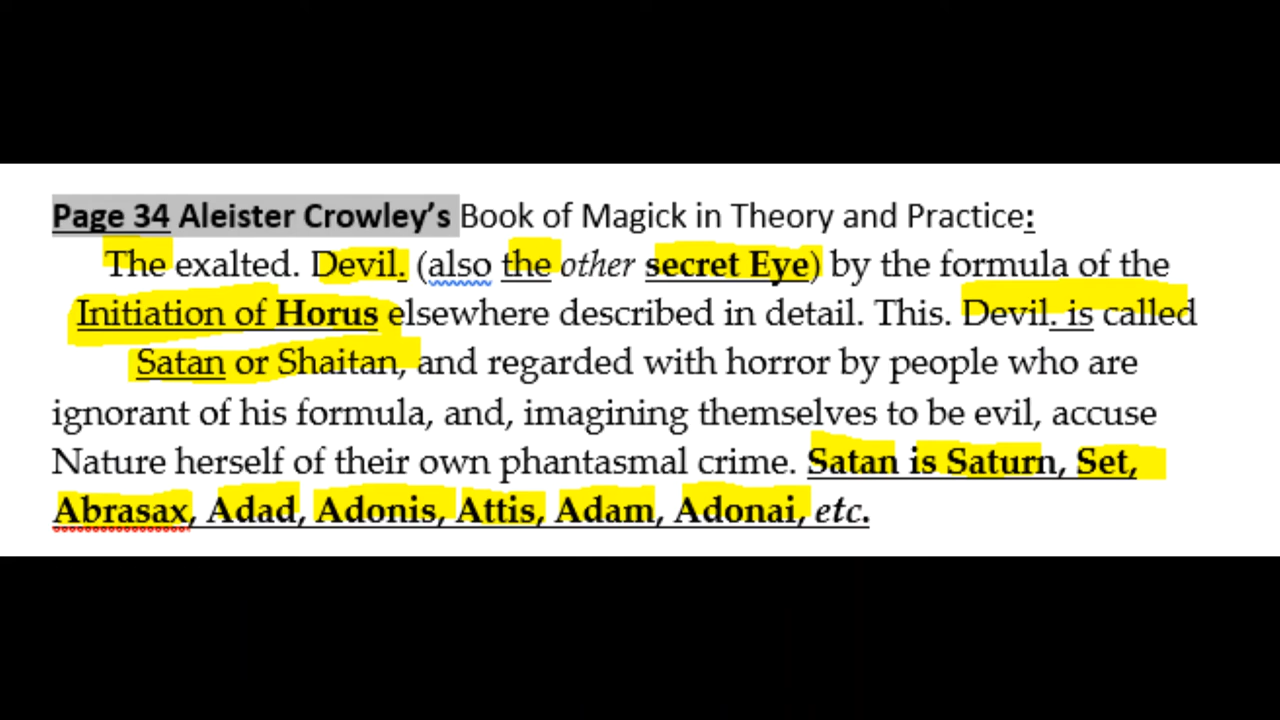 Page 34 Aleister Crowley's Book of Magick in Theory and Practice:
The exalted. Devil. (also the other secret Eye) by the formula of the
Initiation of Horus elsewhere described in detail. This. Devil. is called
Satan or Shaitan, and regarded with horror by people who are
ignorant of his formula, and, imagining themselves to be evil, accuse
Nature herself of their own phantasmal crime. Satan is Saturn, Set,
Abrasax, Adad, Adonis, Attis, Adam, Adonai, etc.